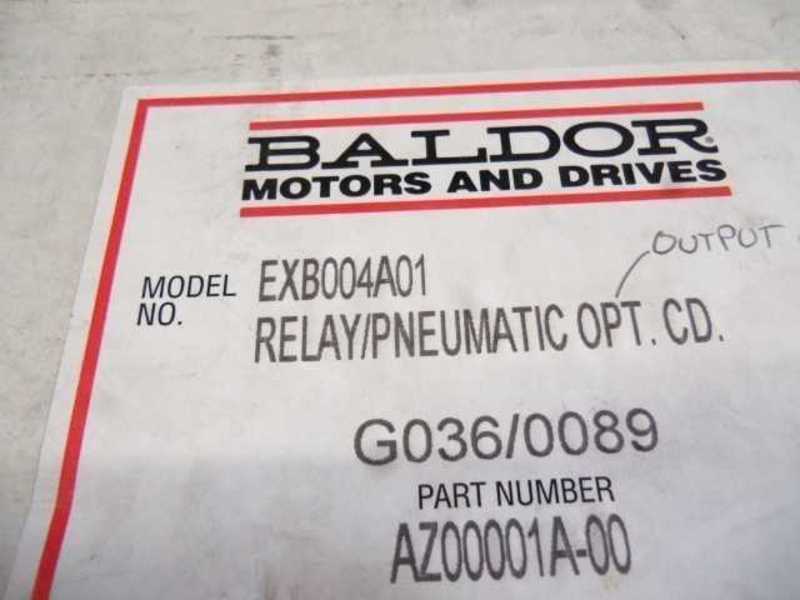 BALDOR®
MOTORS AND DRIVES
MODEL NO. EXB004A01
OUTPUT
RELAY/PNEUMATIC OPT. CD.
G036/0089
PART NUMBER
AZ00001A-00